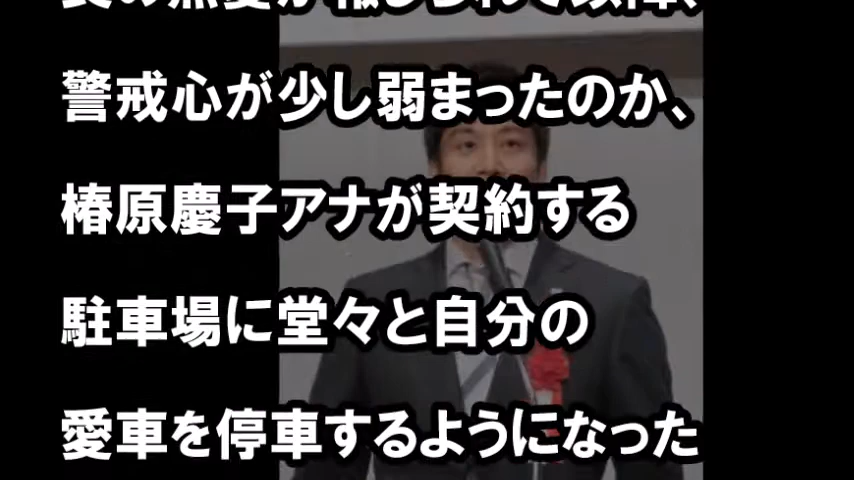 警戒心が少し弱まったのか、
椿原慶子アナが契約する
駐車場に堂々と自分の
愛車を停車するようになった